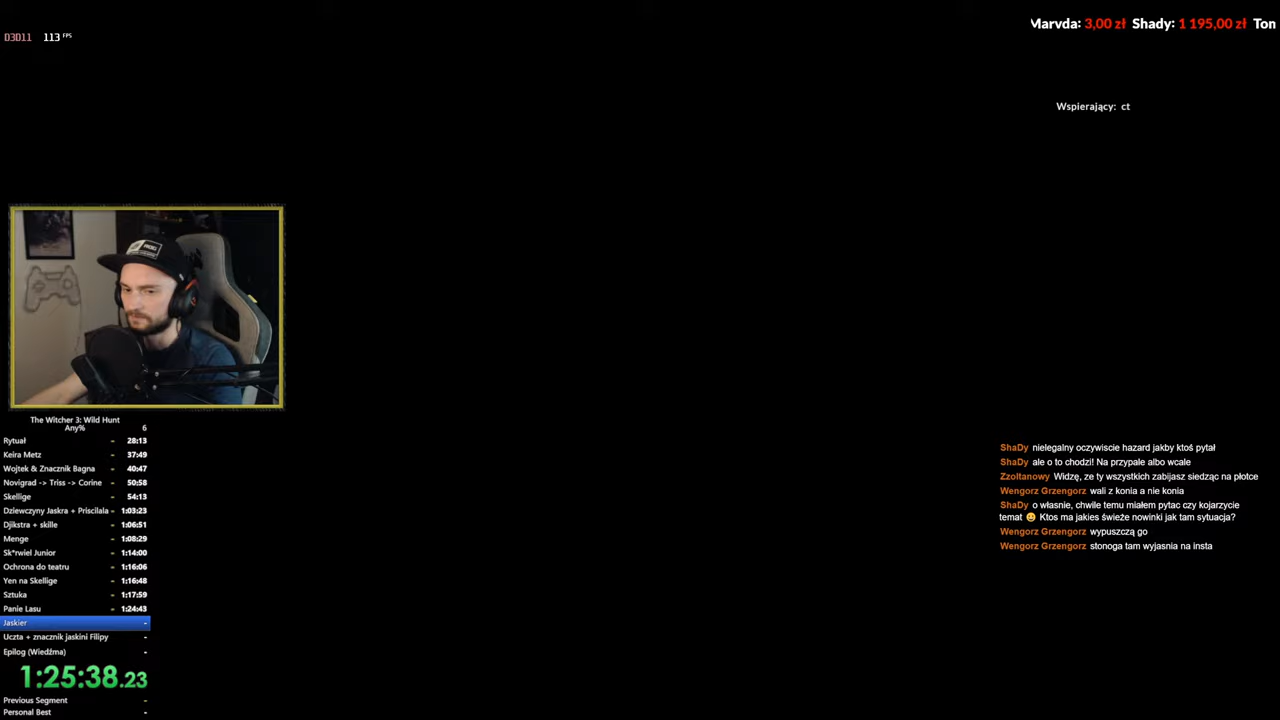 D3D11 113 FPS
Marvda: 3,00 zł Shady: 1 195,00 zł Ton
Wspierający: ct
The Witcher 3: Wild Hunt
Any% 6
Rytuał - 28:13
Keira Metz - 37:49
Wojtek & Znacznik Bagna - 40:47
Novigrad -> Triss -> Corine - 50:58
Skellige - 54:13
Dziewczyny Jaskra + Priscilala - 1:03:23
Djikstra + skille - 1:06:51
Menge - 1:08:29
Sk*rwiel Junior - 1:14:00
Ochrona do teatru - 1:16:06
Yen na Skellige - 1:16:48
Sztuka - 1:17:59
Panie Lasu - 1:24:43
Jaskier -
Uczta + znacznik jaskini Filipy -
Epilog (Wiedźma) -
1:25:38.23
Previous Segment -
Personal Best -
ShaDy nielegalny oczywiscie hazard jakby ktoś pytał
ShaDy ale o to chodzi! Na przypale albo wcale
Zzoltanowy Widzę, ze ty wszystkich zabijasz siedząc na płotce
Wengorz Grzengorz wali z konia a nie konia
ShaDy o własnie, chwile temu miałem pytac czy kojarzycie
temat 😀 Ktos ma jakies świeże nowinki jak tam sytuacja?
Wengorz Grzengorz wypuszczą go
Wengorz Grzengorz stonoga tam wyjasnia na insta